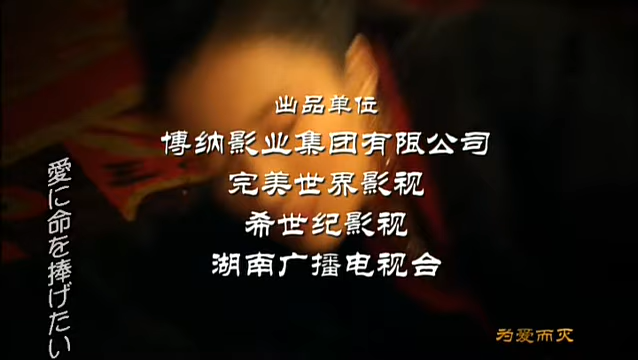 出品单位
博纳影业集团有限公司
完美世界影视
希世纪影视
湖南广播电视台
愛に命を捧げたい
为爱而灭